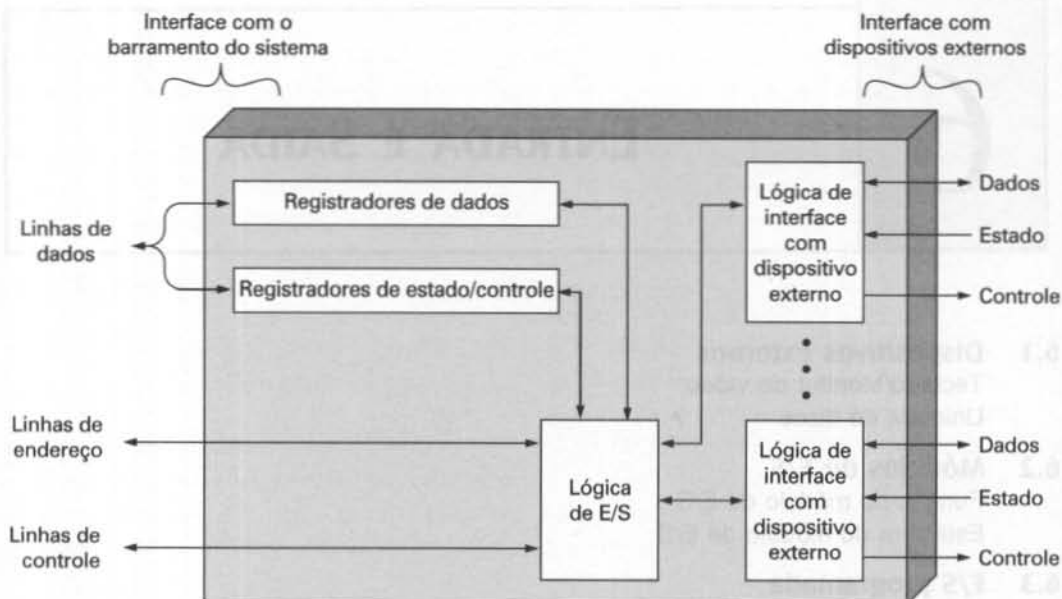 Interface com o
barramento do sistema
Interface com
dispositivos externos
Linhas de
dados
Registradores de dados
Registradores de estado/controle
Linhas de
endereço
Linhas de
controle
Lógica
de E/S
Lógica de
interface
com
dispositivo
externo
Dados
Estado
Controle
Lógica de
interface
com
dispositivo
externo
Dados
Estado
Controle